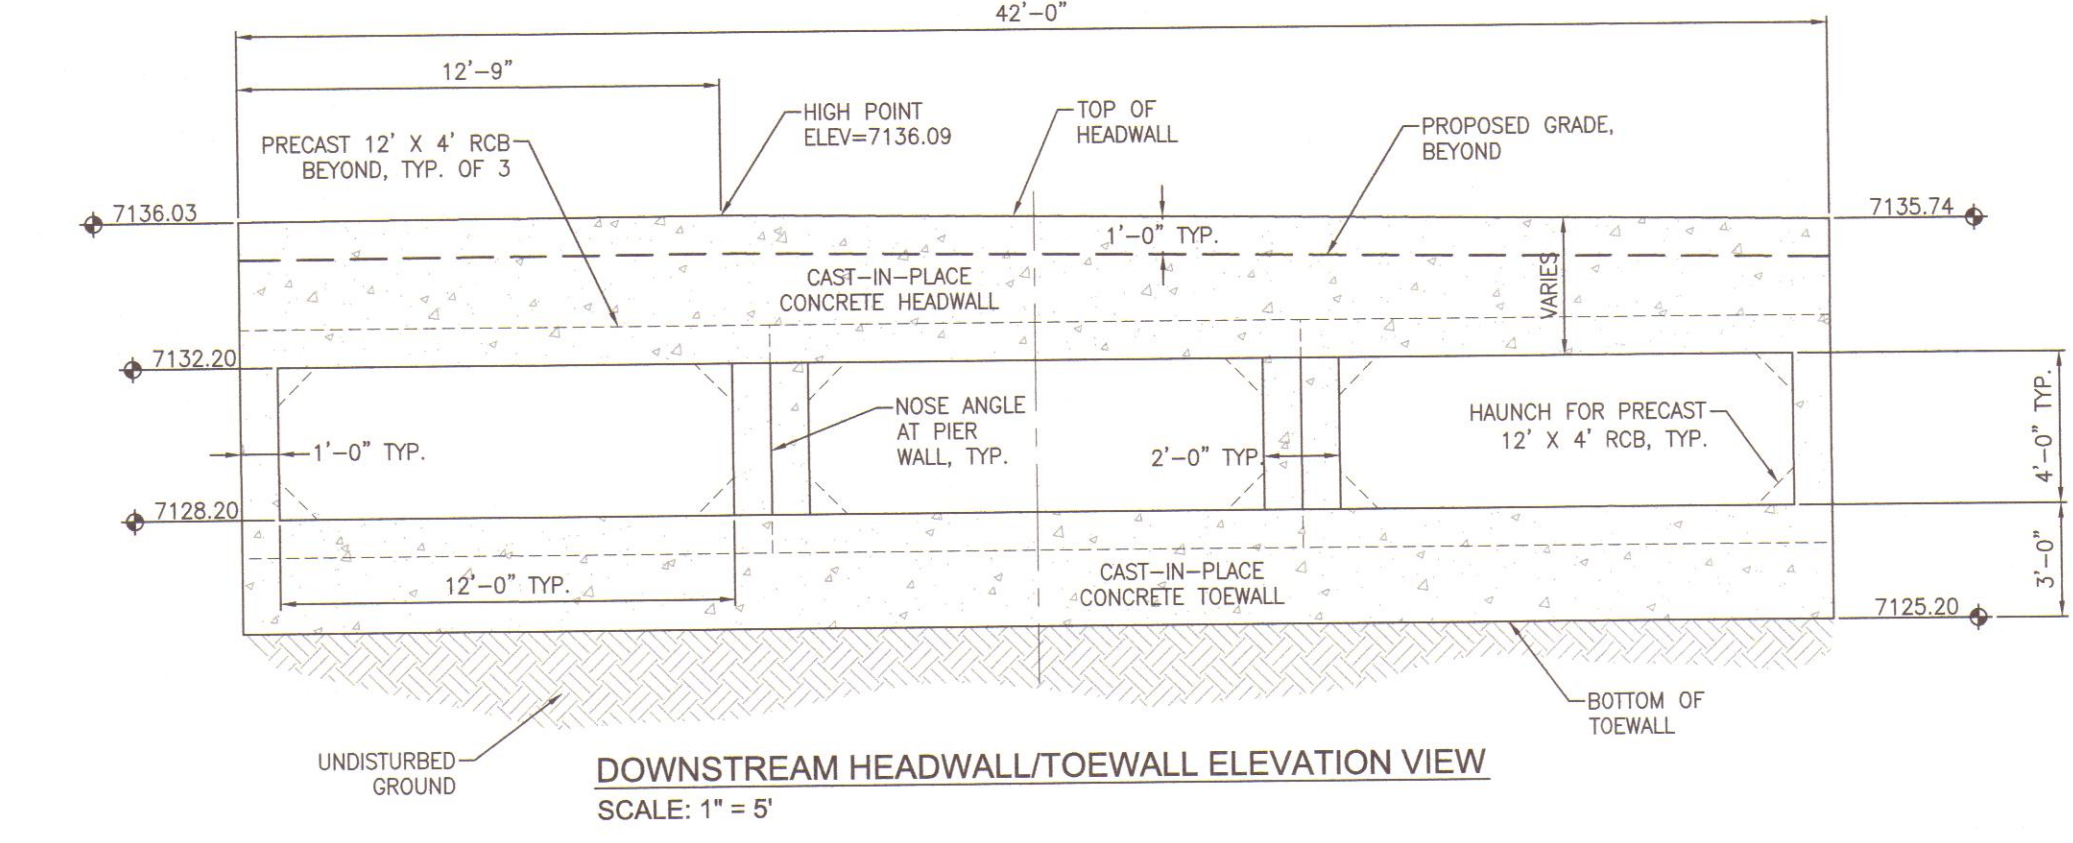 42'-0"
12'-9"
HIGH POINT
ELEV=7136.09
TOP OF
HEADWALL
PROPOSED GRADE,
BEYOND
PRECAST 12' X 4' RCB
BEYOND, TYP. OF 3
7136.03
7135.74
1'-0" TYP.
CAST-IN-PLACE
CONCRETE HEADWALL
VARIES
7132.20
NOSE ANGLE
AT PIER
WALL, TYP.
HAUNCH FOR PRECAST
12' X 4' RCB, TYP.
1'-0" TYP.
2'-0" TYP.
4'-0" TYP.
7128.20
12'-0" TYP.
CAST-IN-PLACE
CONCRETE TOEWALL
3'-0"
7125.20
BOTTOM OF
TOEWALL
UNDISTURBED
GROUND
DOWNSTREAM HEADWALL/TOEWALL ELEVATION VIEW
SCALE: 1" = 5'